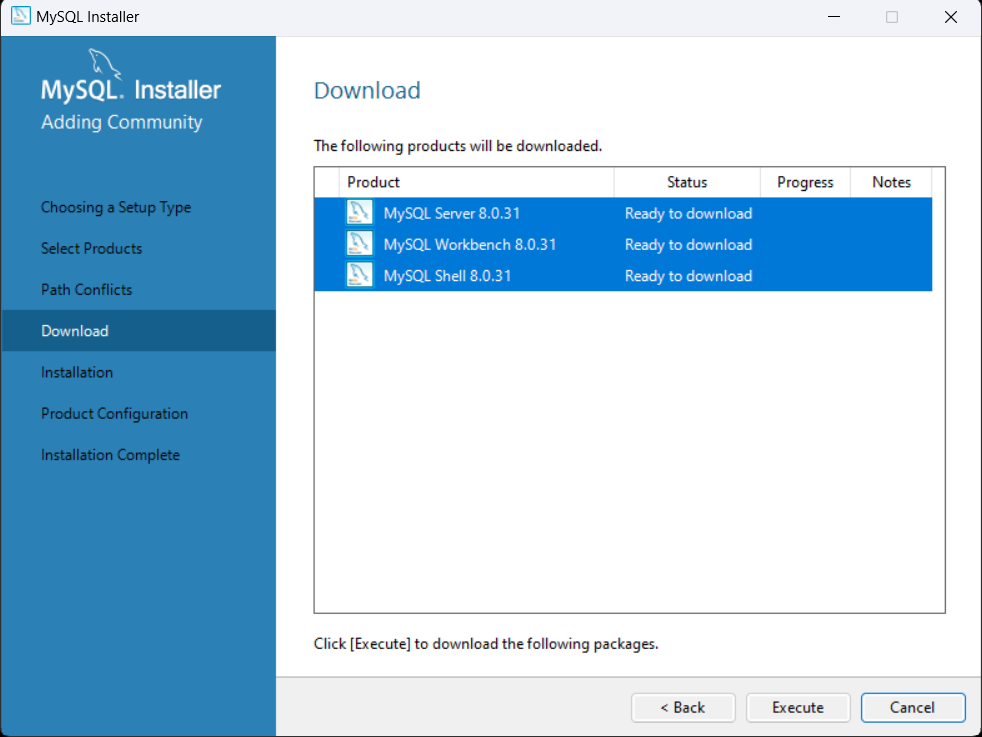 MySQL Installer
MySQL. Installer
Adding Community
Choosing a Setup Type
Select Products
Path Conflicts
Download
Installation
Product Configuration
Installation Complete
Download
The following products will be downloaded.
Product Status Progress Notes
MySQL Server 8.0.31 Ready to download
MySQL Workbench 8.0.31 Ready to download
MySQL Shell 8.0.31 Ready to download
Click [Execute] to download the following packages.
< Back Execute Cancel